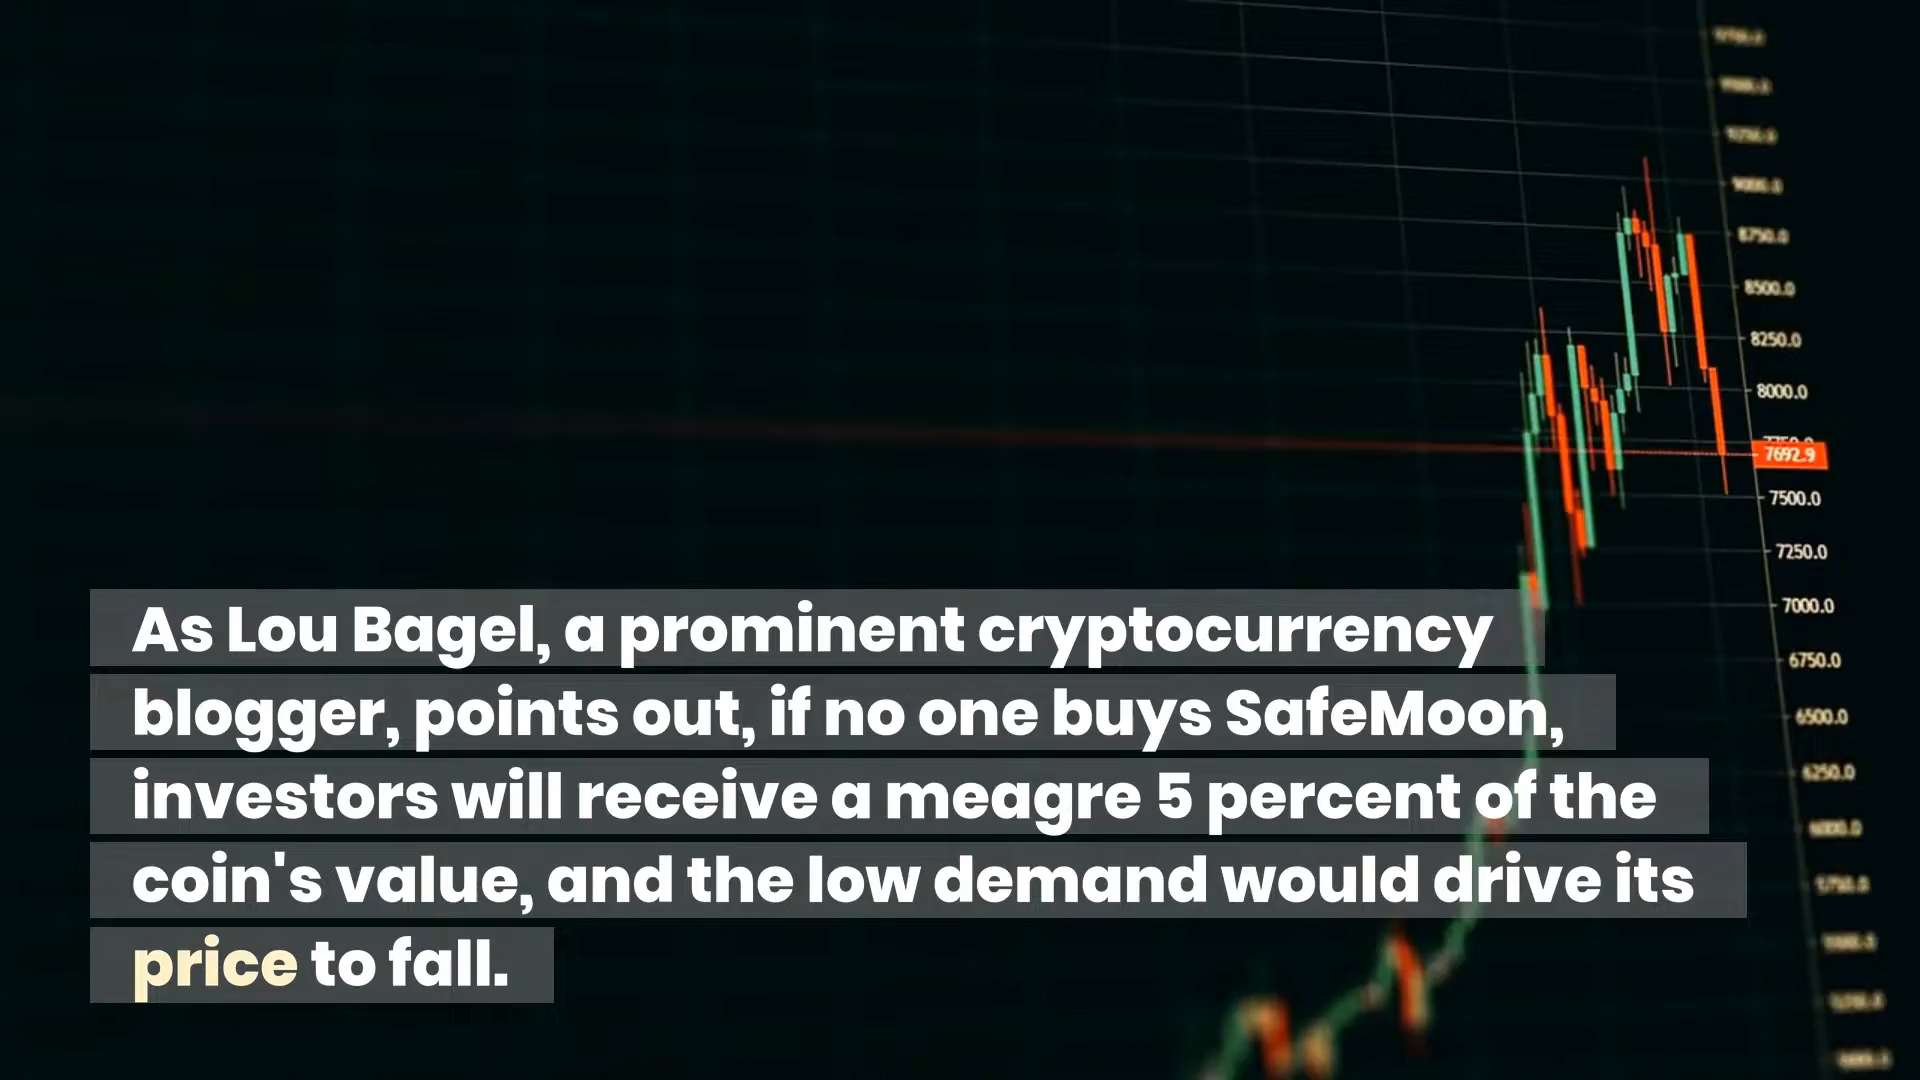 9000.0
8750.0
8500.0
8250.0
8000.0
7692.9
7500.0
7250.0
7000.0
6750.0
6500.0
6250.0
As Lou Bagel, a prominent cryptocurrency
blogger, points out, if no one buys SafeMoon,
investors will receive a meagre 5 percent of the
coin's value, and the low demand would drive its
price to fall.